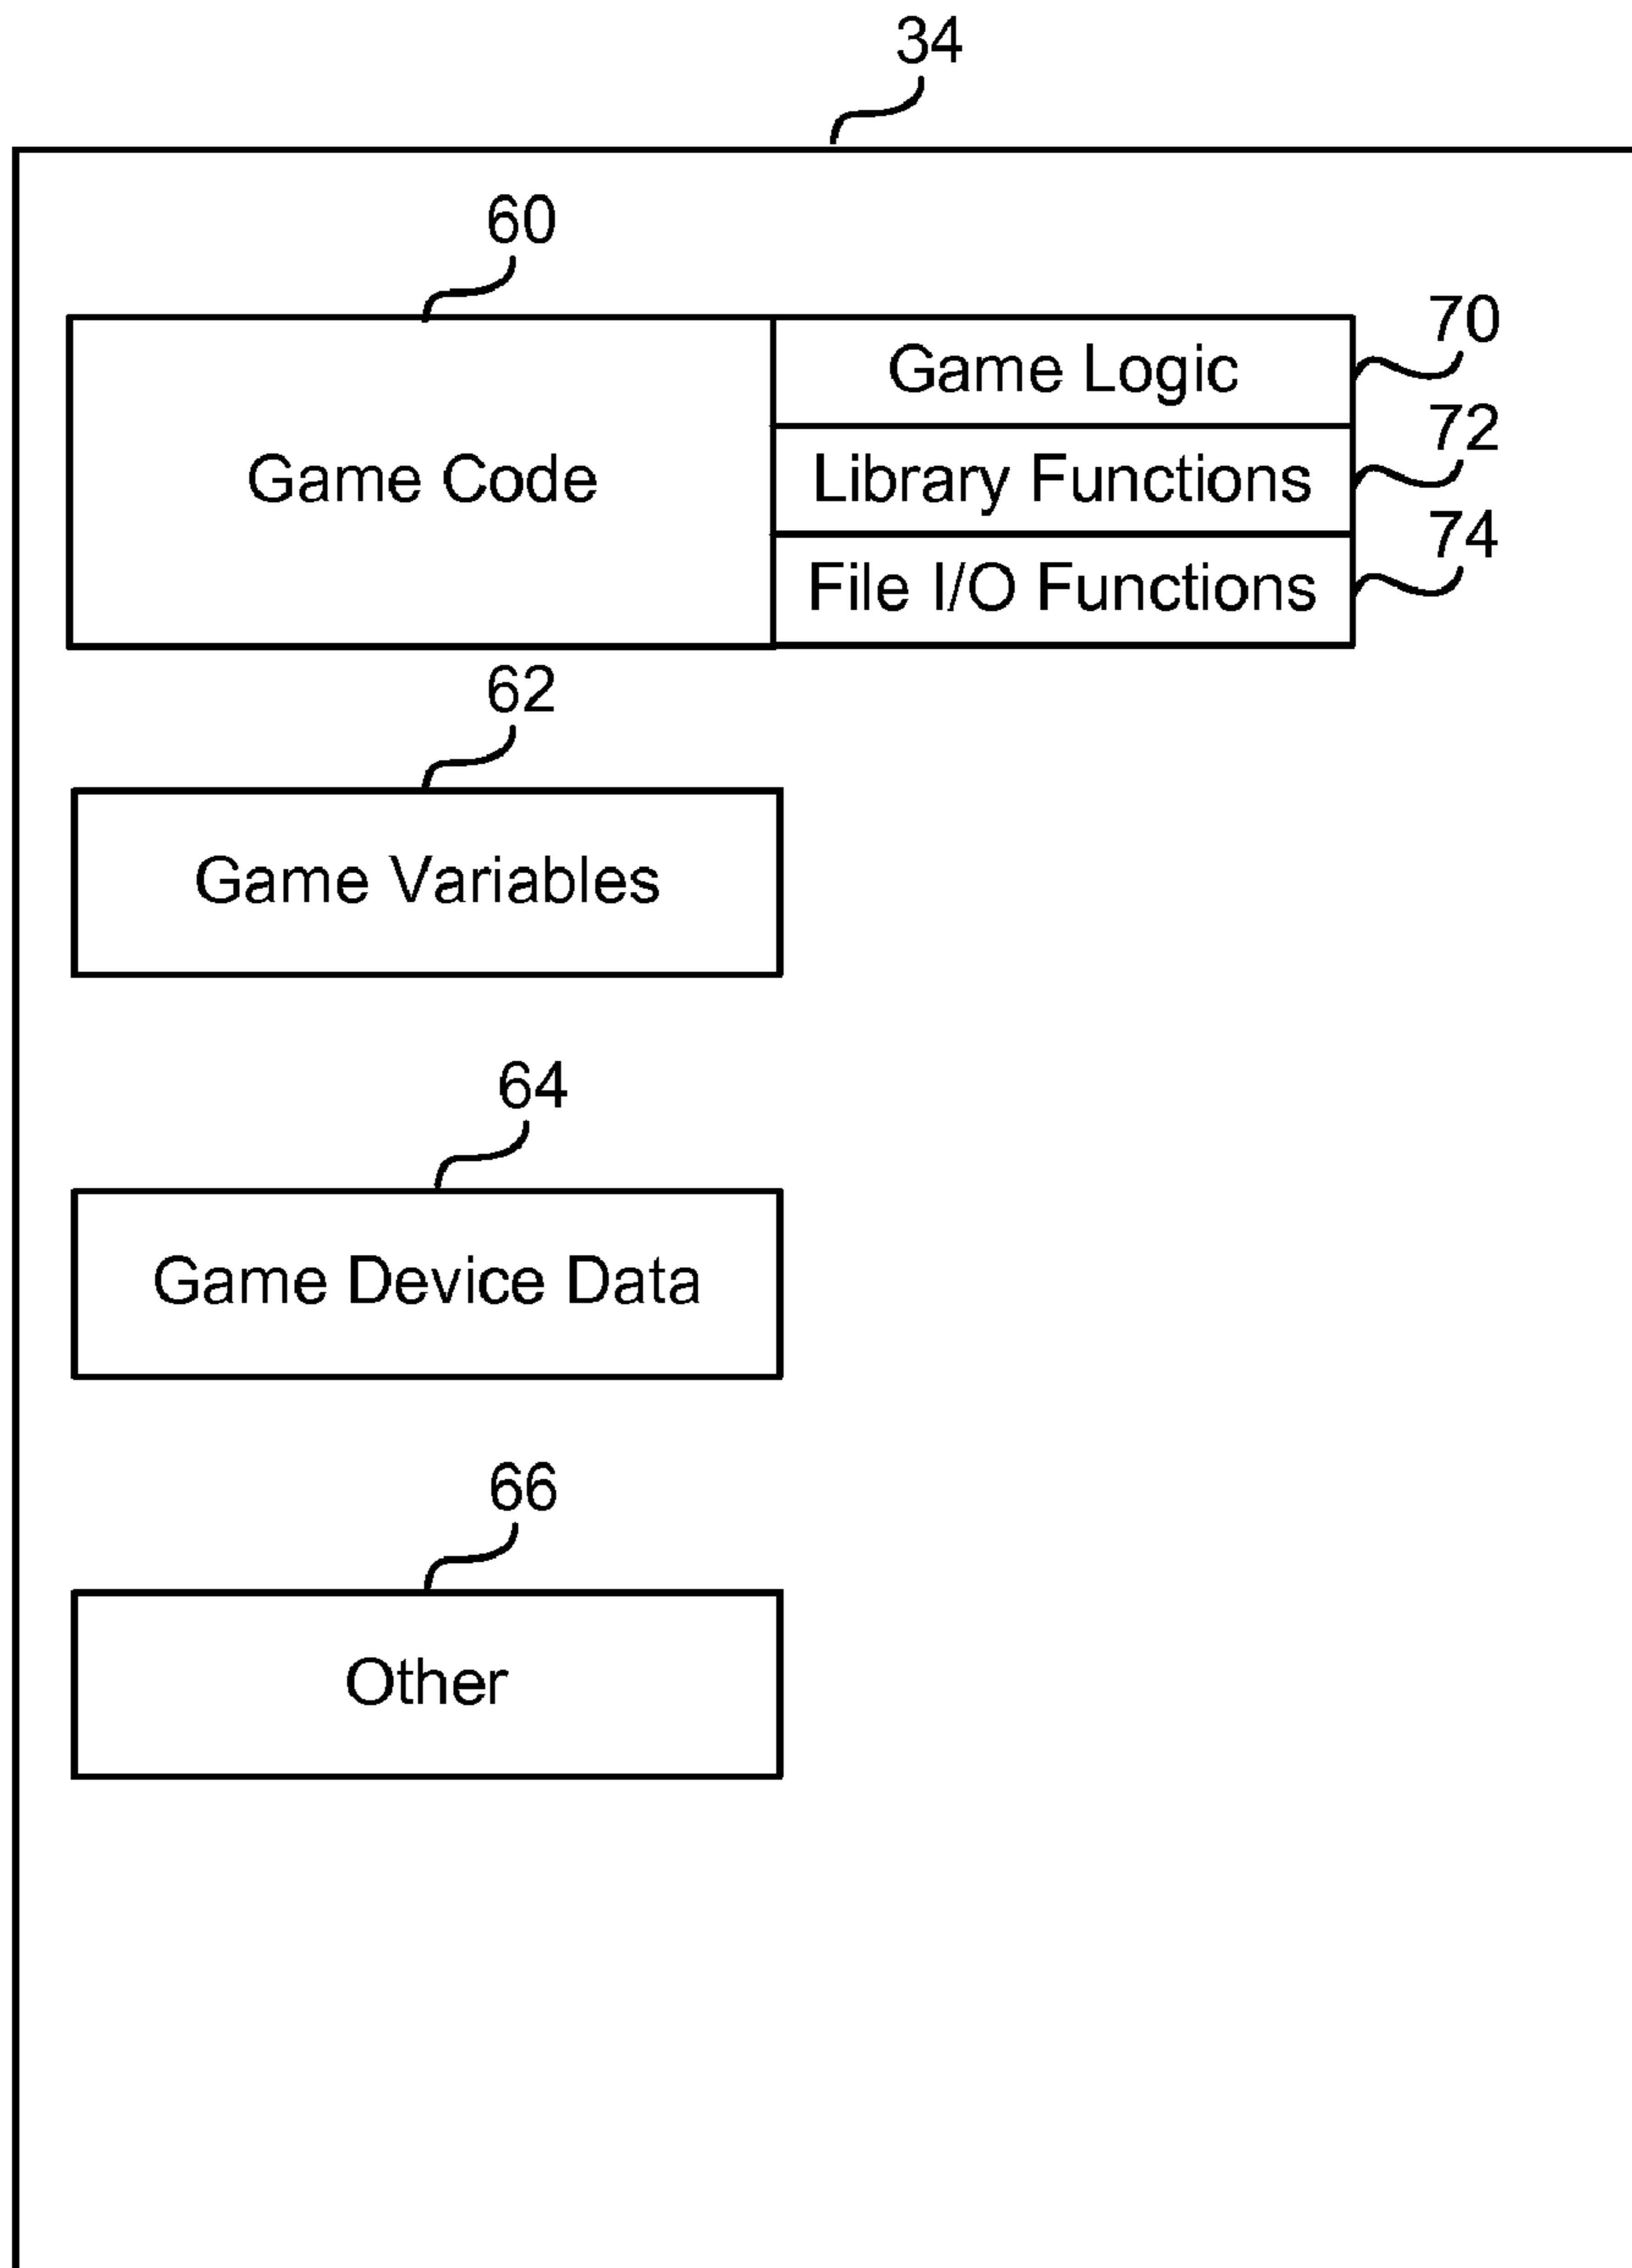 34
60
70
Game Logic
72
Game Code
Library Functions
74
File I/O Functions
62
Game Variables
64
Game Device Data
66
Other